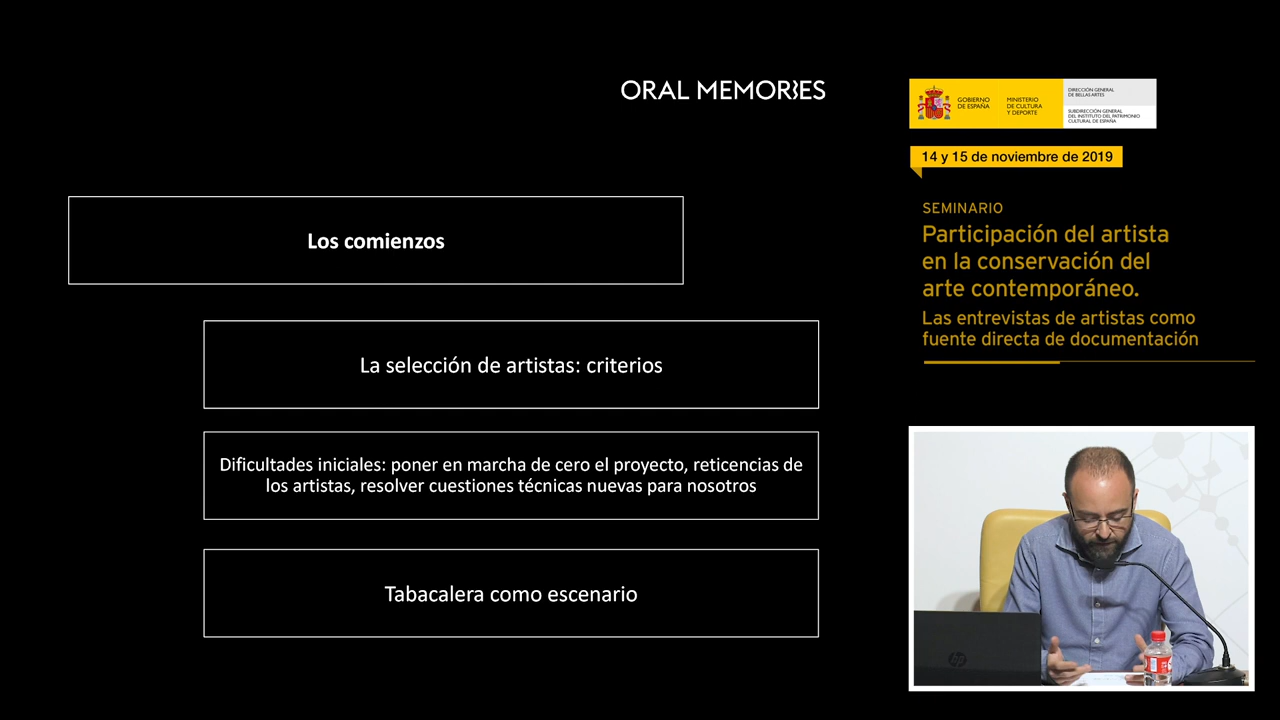 ORAL MEMORIES
Los comienzos
La selección de artistas: criterios
Dificultades iniciales: poner en marcha de cero el proyecto, reticencias de
los artistas, resolver cuestiones técnicas nuevas para nosotros
Tabacalera como escenario
GOBIERNO
DE ESPAÑA
MINISTERIO
DE CULTURA
Y DEPORTE
DIRECCIÓN GENERAL
DE BELLAS ARTES
SUBDIRECCIÓN GENERAL
DEL INSTITUTO DEL PATRIMONIO
CULTURAL DE ESPAÑA
14 y 15 de noviembre de 2019
SEMINARIO
Participación del artista
en la conservación del
arte contemporáneo.
Las entrevistas de artistas como
fuente directa de documentación
hp